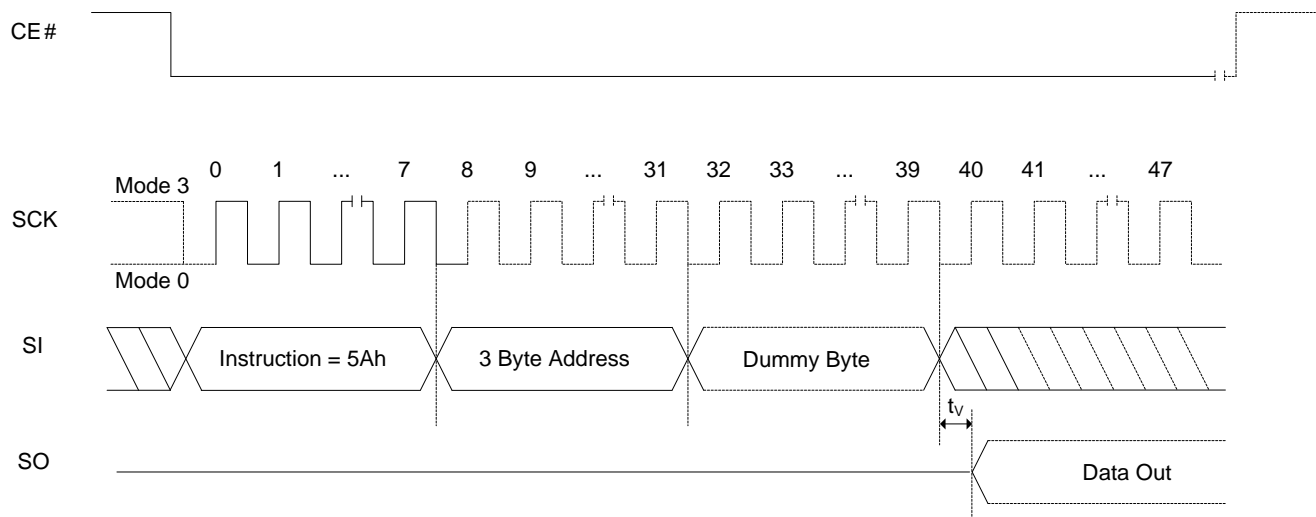 CE#
0 1 ... 7 8 9 ... 31 32 33 ... 39 40 41 ... 47
Mode 3
SCK
Mode 0
SI
Instruction = 5Ah
3 Byte Address
Dummy Byte
tV
SO
Data Out